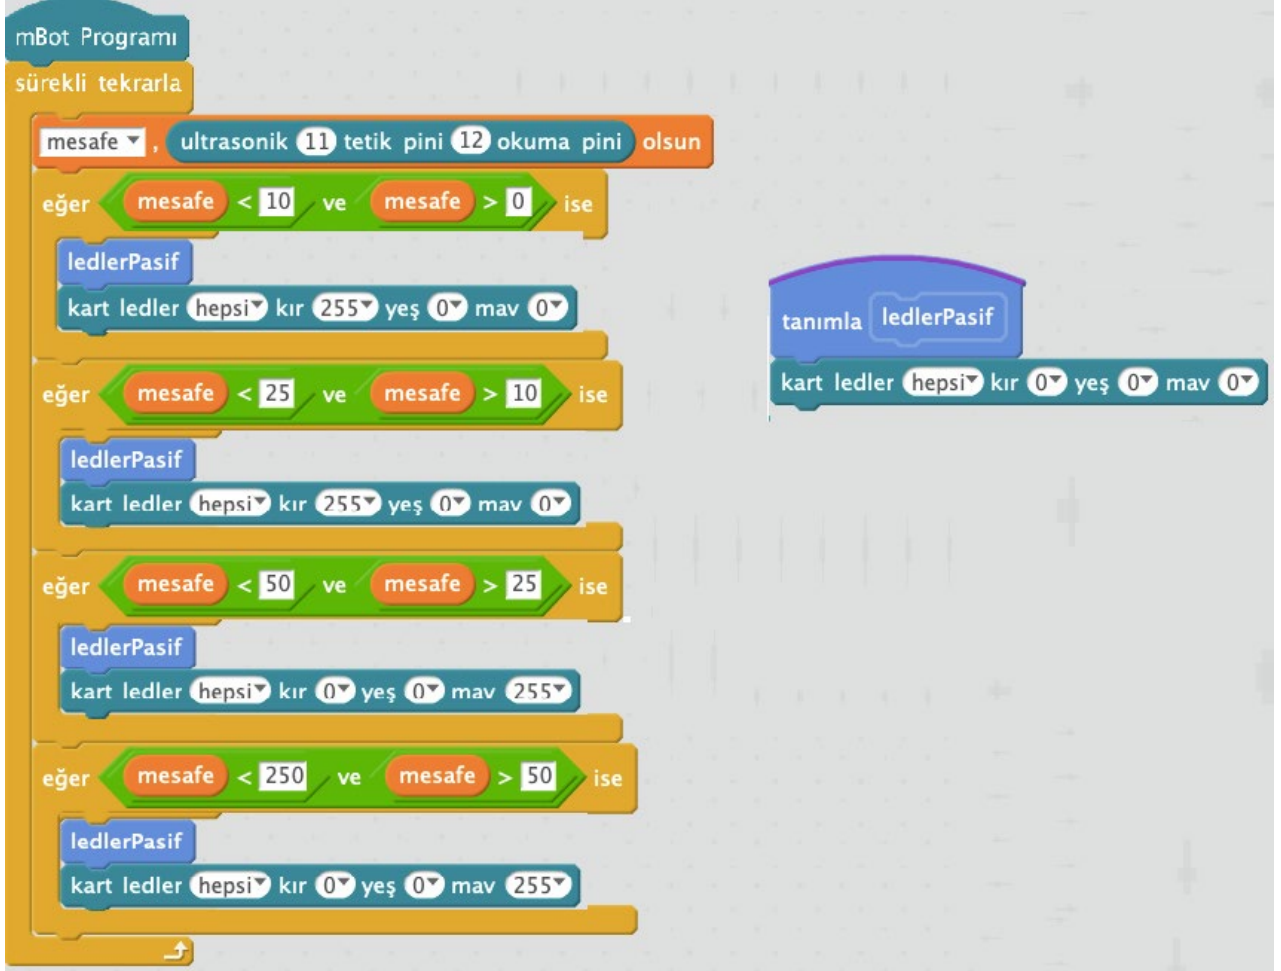 mBot Programı
sürekli tekrarla
mesafe , ultrasonik 11 tetik pini 12 okuma pini olsun
eğer mesafe < 10 ve mesafe > 0 ise
ledlerPasif
kart ledler hepsi kır 255 yeş 0 mav 0
eğer mesafe < 25 ve mesafe > 10 ise
ledlerPasif
kart ledler hepsi kır 255 yeş 0 mav 0
eğer mesafe < 50 ve mesafe > 25 ise
ledlerPasif
kart ledler hepsi kır 0 yeş 0 mav 255
eğer mesafe < 250 ve mesafe > 50 ise
ledlerPasif
kart ledler hepsi kır 0 yeş 0 mav 255
tanımla ledlerPasif
kart ledler hepsi kır 0 yeş 0 mav 0